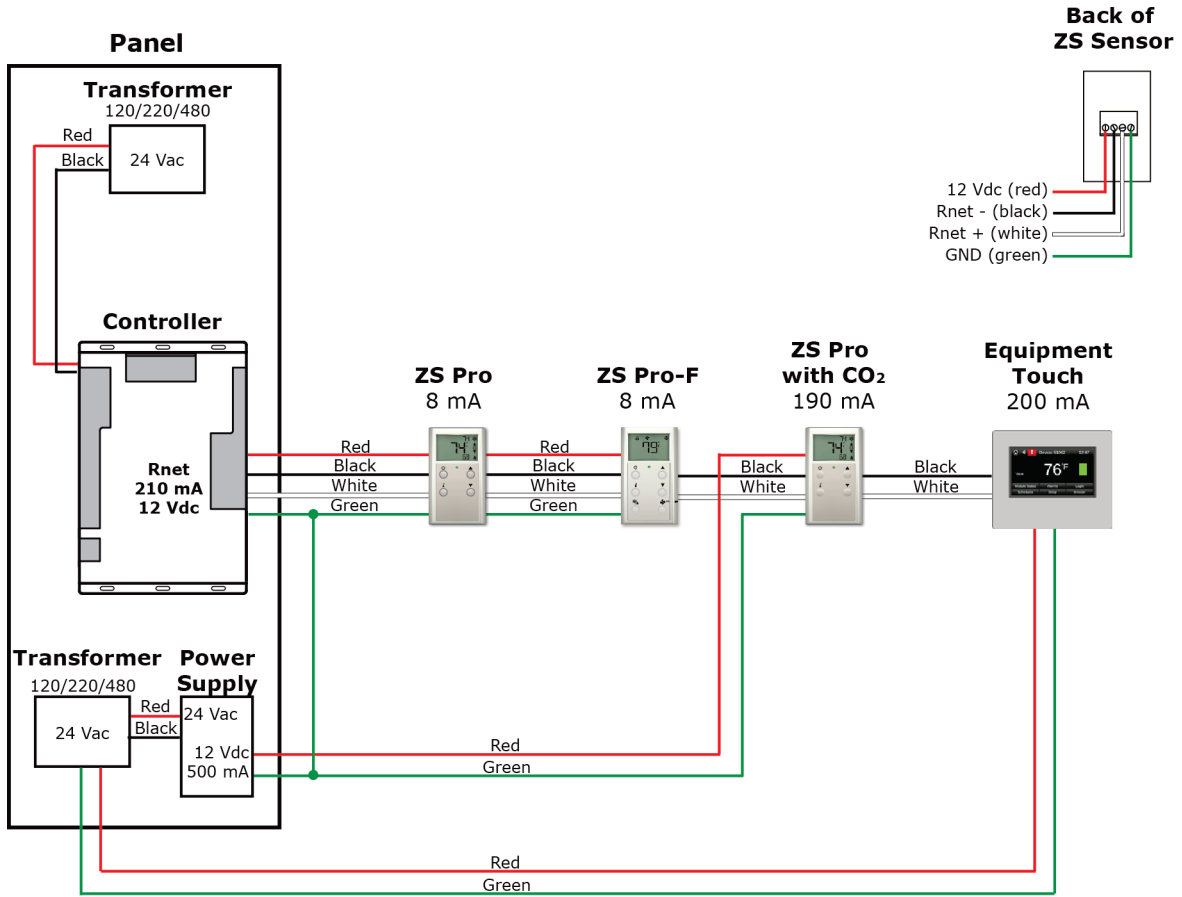 Back of
ZS Sensor
Panel
Transformer
120/220/480
Red
Black
24 Vac
12 Vdc (red)
Rnet - (black)
Rnet + (white)
GND (green)
Controller
Rnet
210 mA
12 Vdc
ZS Pro
8 mA
ZS Pro-F
8 mA
ZS Pro
with CO₂
190 mA
Equipment
Touch
200 mA
Red
Black
White
Green
Red
Black
White
Green
Black
White
Black
White
74
79
74
76°F
Transformer
120/220/480
24 Vac
Red
Black
Power
Supply
24 Vac
12 Vdc
500 mA
Red
Green
Red
Green